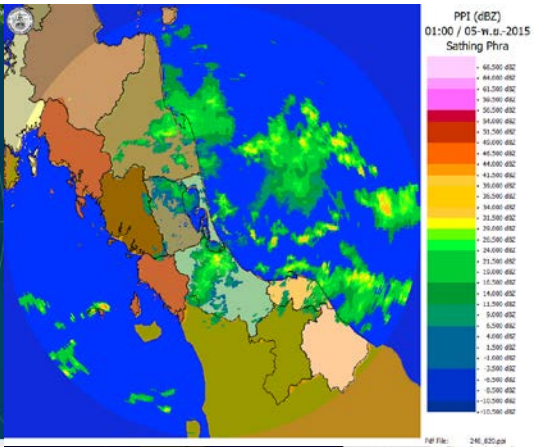 PPI (dBZ)
01:00 / 05-พ.ย.-2015
Sathing Phra
66.500 dBZ
64.000 dBZ
61.500 dBZ
59.000 dBZ
56.500 dBZ
54.000 dBZ
51.500 dBZ
49.000 dBZ
46.500 dBZ
44.000 dBZ
41.500 dBZ
39.000 dBZ
36.500 dBZ
34.000 dBZ
31.500 dBZ
29.000 dBZ
26.500 dBZ
24.000 dBZ
21.500 dBZ
19.000 dBZ
16.500 dBZ
14.000 dBZ
11.500 dBZ
9.000 dBZ
6.500 dBZ
4.000 dBZ
1.500 dBZ
-1.000 dBZ
-3.500 dBZ
-6.000 dBZ
-8.500 dBZ
-10.500 dBZ
Pdf File: 240_020.ppi